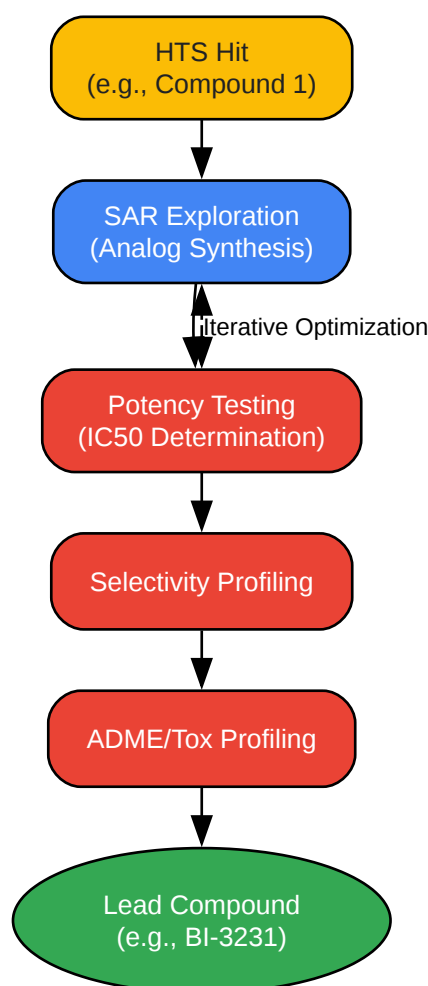 HTS Hit
(e.g., Compound 1)
SAR Exploration
(Analog Synthesis)
Iterative Optimization
Potency Testing
(IC50 Determination)
Selectivity Profiling
ADME/Tox Profiling
Lead Compound
(e.g., BI-3231)